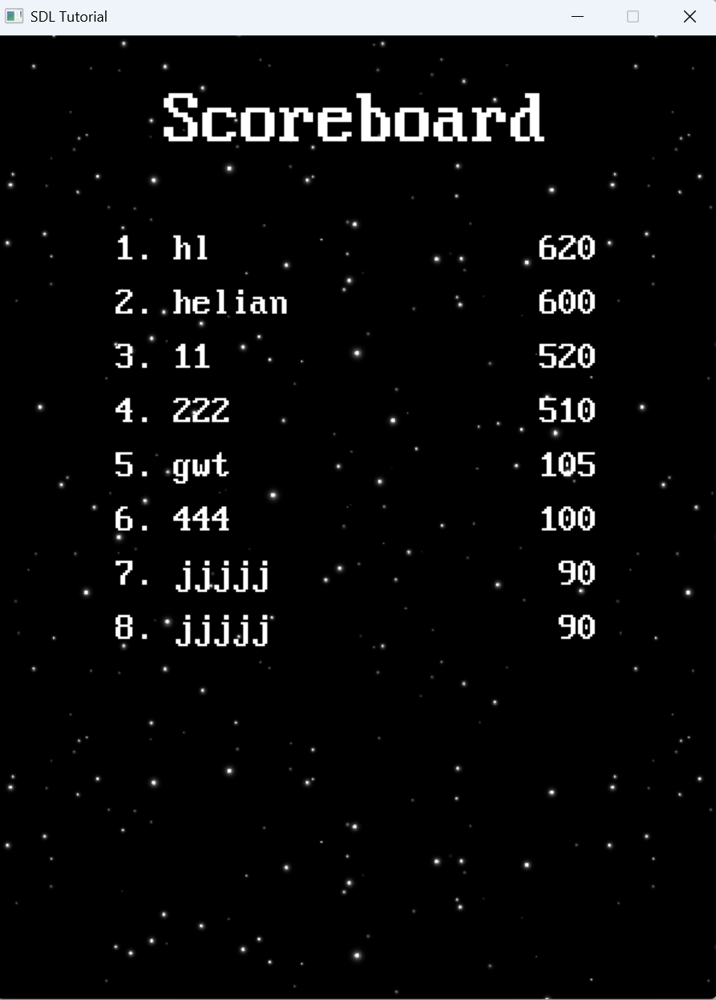 SDL Tutorial
Scoreboard
1. hl 620
2. helian 600
3. 11 520
4. 222 510
5. gwt 105
6. 444 100
7. jjjjj 90
8. jjjjj 90